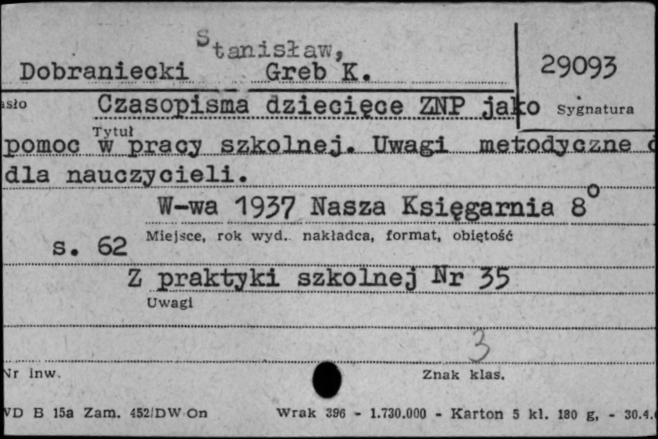 Stanisław,
Dobraniecki Greb K. 29093
asło Czasopisma dziecięce ZNP jako Sygnatura
Tytuł
pomoc w pracy szkolnej. Uwagi metodyczne d
dla nauczycieli.
W-wa 1937 Nasza Księgarnia 8°
s. 62 Miejsce, rok wyd. nakładca, format, obiętość
Z praktyki szkolnej Nr 35
Uwagi
3
Nr inw. Znak klas.
WD B 15a Zam. 452/DW On Wrak 396 - 1.730.000 - Karton 5 kl. 180 g, - 30.4.